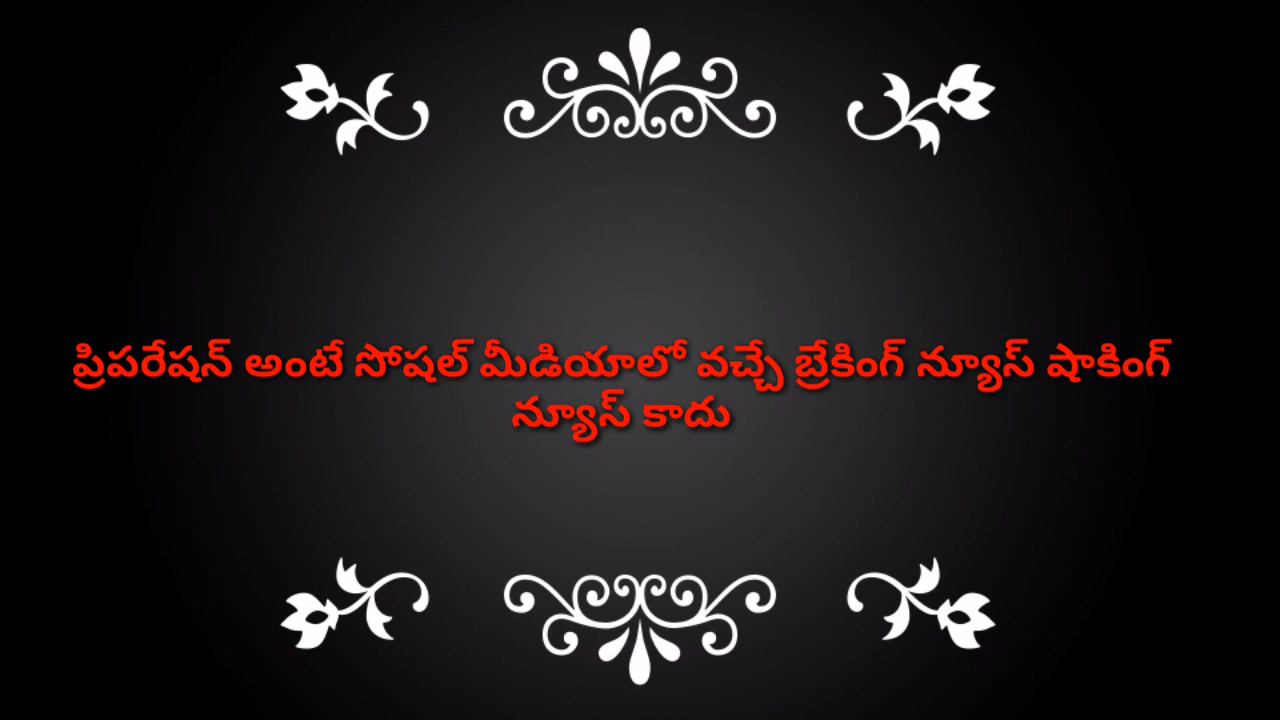 ప్రిపరేషన్ అంటే సోషల్ మీడియాలో వచ్చే బ్రేకింగ్ న్యూస్ షాకింగ్
న్యూస్ కాదు